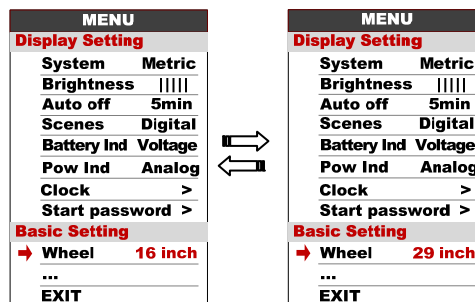 MENU
Display Setting
System Metric
Brightness |||||
Auto off 5min
Scenes Digital
Battery Ind Voltage
Pow Ind Analog
Clock >
Start password >
Basic Setting
Wheel 16 inch
...
EXIT
MENU
Display Setting
System Metric
Brightness |||||
Auto off 5min
Scenes Digital
Battery Ind Voltage
Pow Ind Analog
Clock >
Start password >
Basic Setting
Wheel 29 inch
...
EXIT